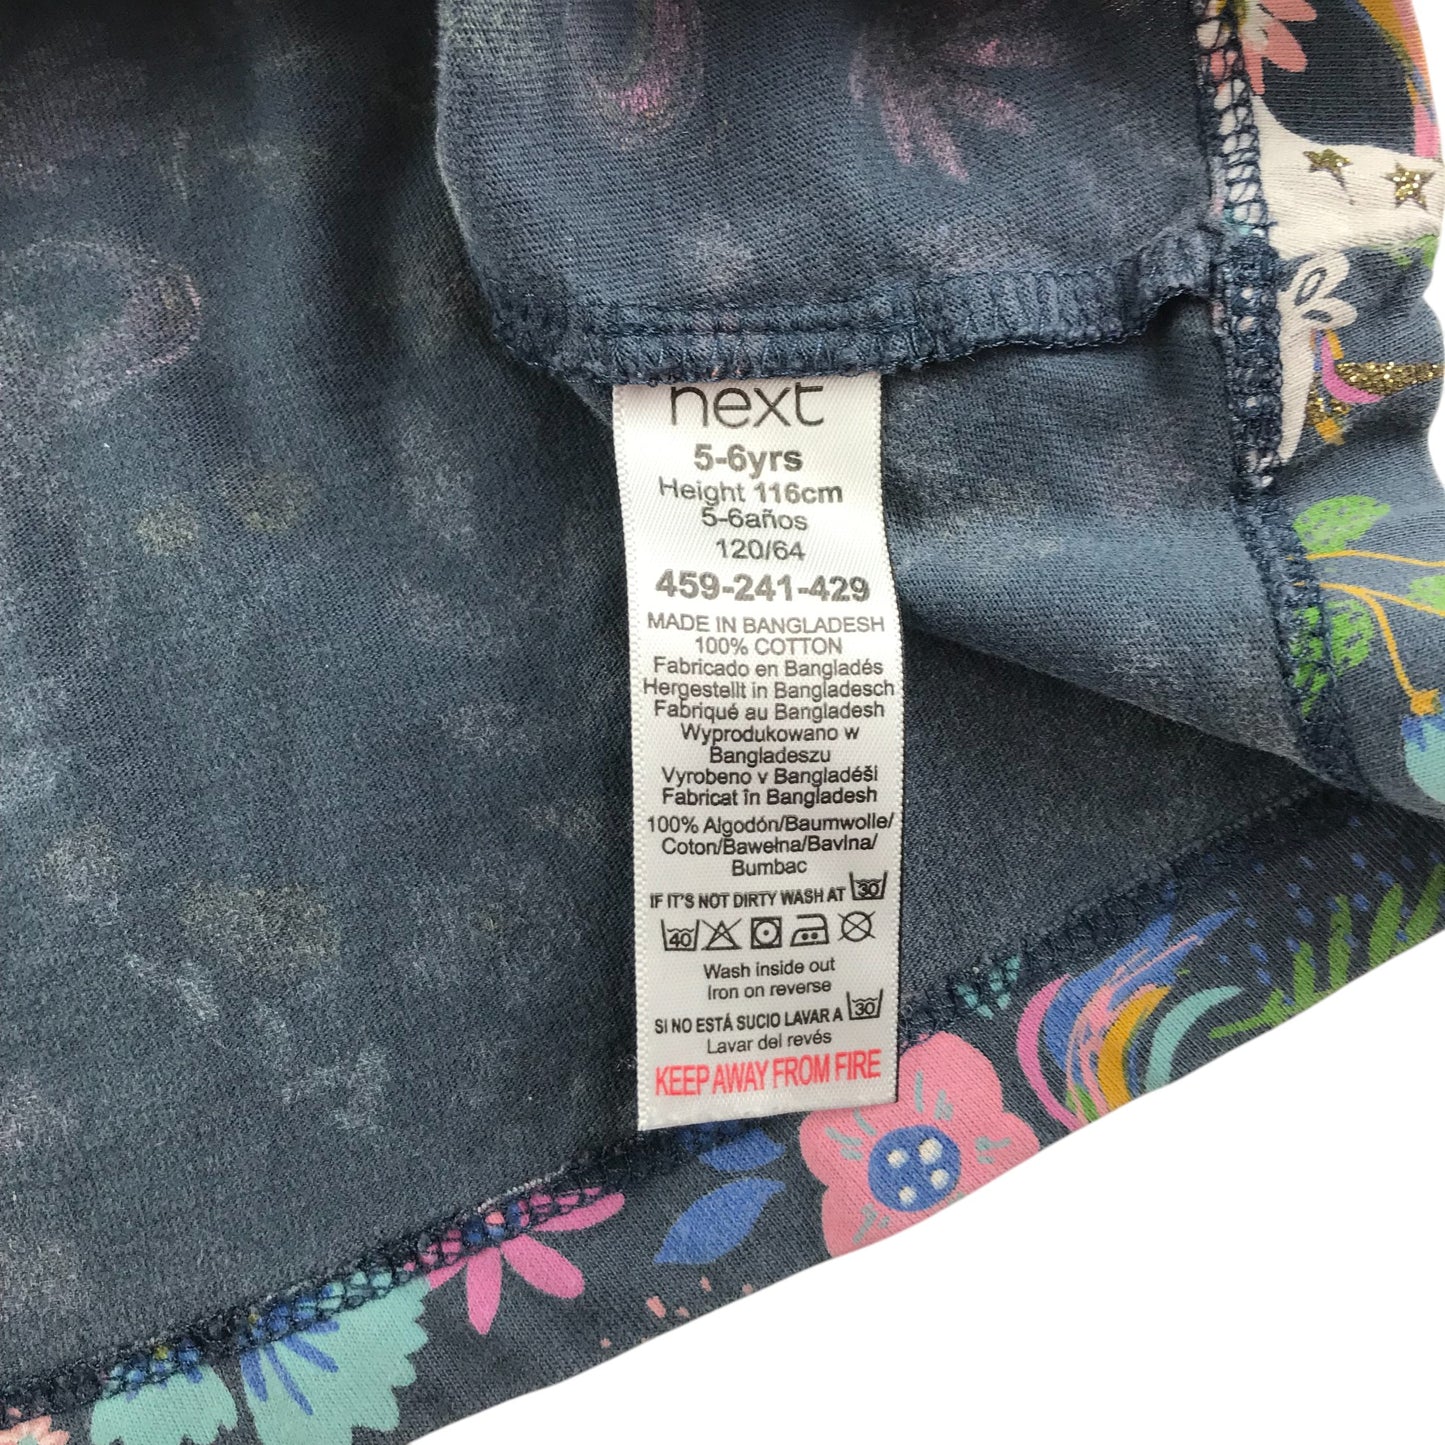 next
5-6yrs
Height 116cm
5-6años
120/64
459-241-429
MADE IN BANGLADESH
100% COTTON
Fabricado en Bangladés
Hergestellt in Bangladesch
Fabriqué au Bangladesh
Wyprodukowano w
Bangladeszu
Vyrobeno v Bangladéši
Fabricat în Bangladesh
100% Algodón/Baumwolle/
Coton/Bawełna/Bavlna/
Bumbac
IF IT'S NOT DIRTY WASH AT 30
40
Wash inside out
Iron on reverse
SI NO ESTÁ SUCIO LAVAR A 30
Lavar del revés
KEEP AWAY FROM FIRE